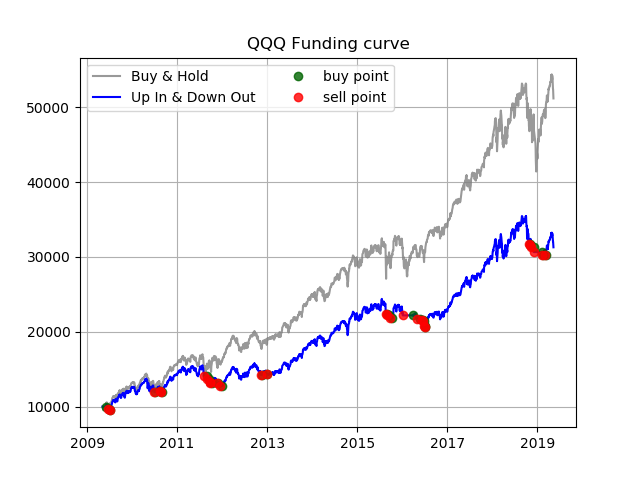 QQQ Funding curve
Buy & Hold
Up In & Down Out
buy point
sell point
50000
40000
30000
20000
10000
2009 2011 2013 2015 2017 2019